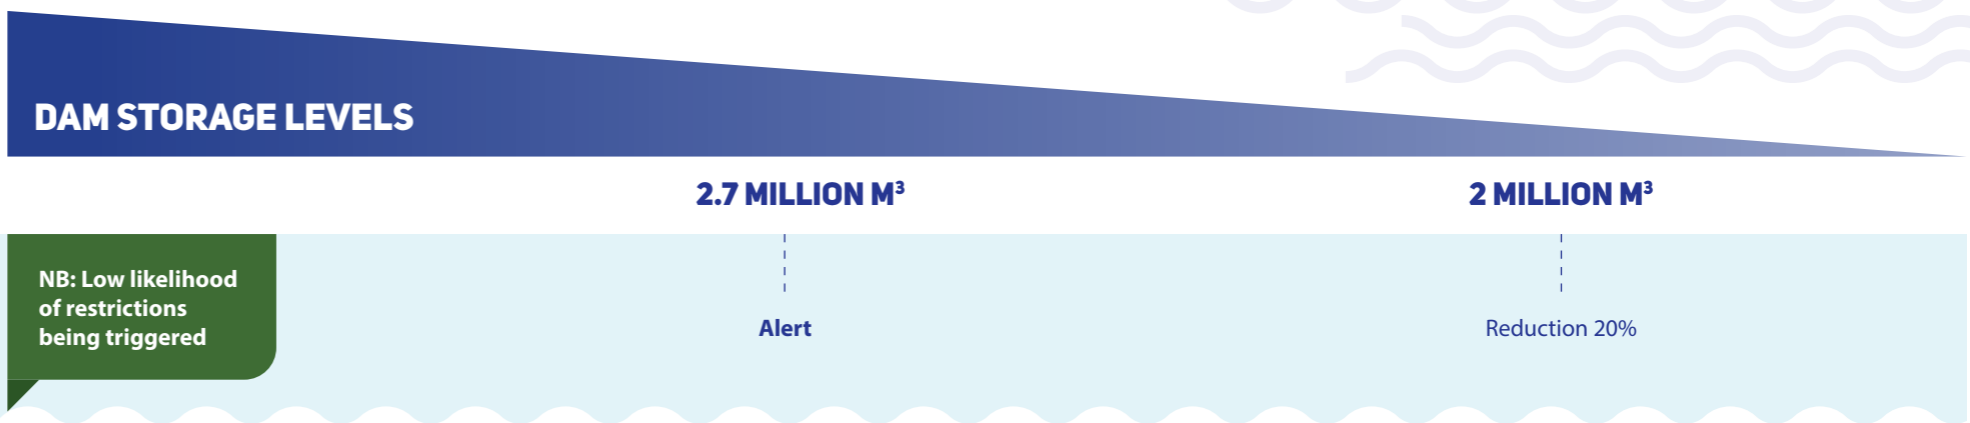 DAM STORAGE LEVELS
2.7 MILLION M³
2 MILLION M³
NB: Low likelihood
of restrictions
being triggered
Alert
Reduction 20%